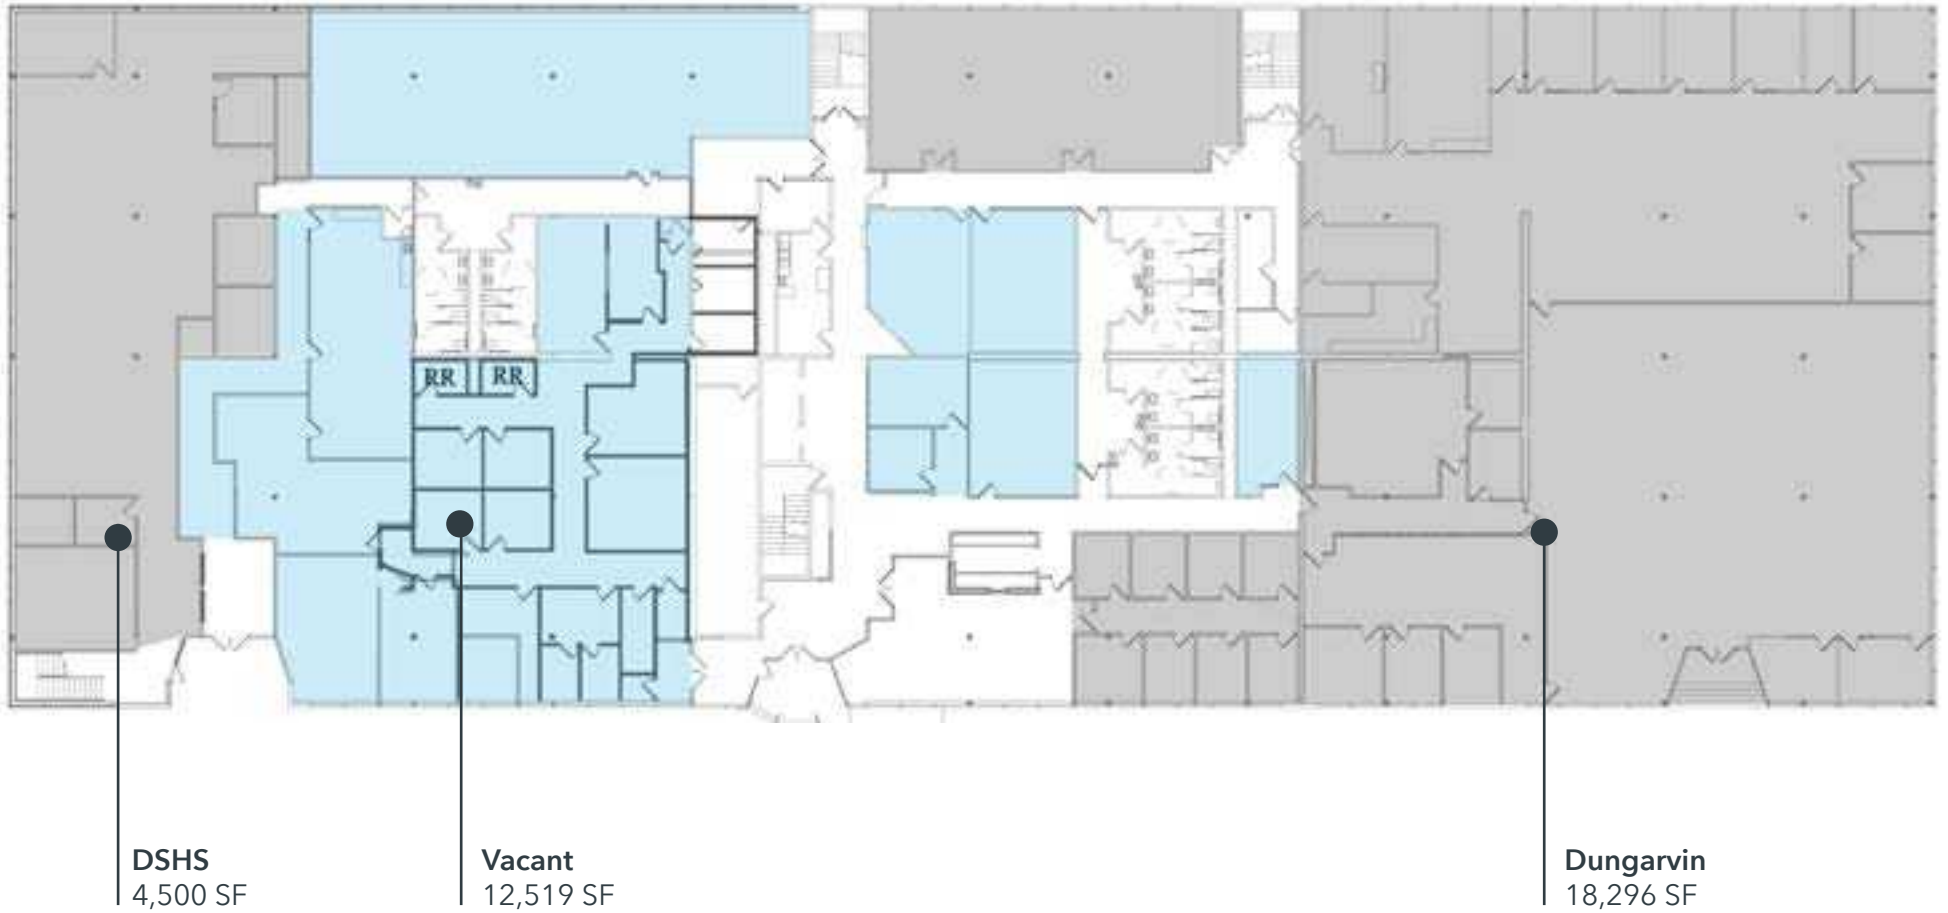 RR RR
DSHS
4,500 SF
Vacant
12,519 SF
Dungarvin
18,296 SF